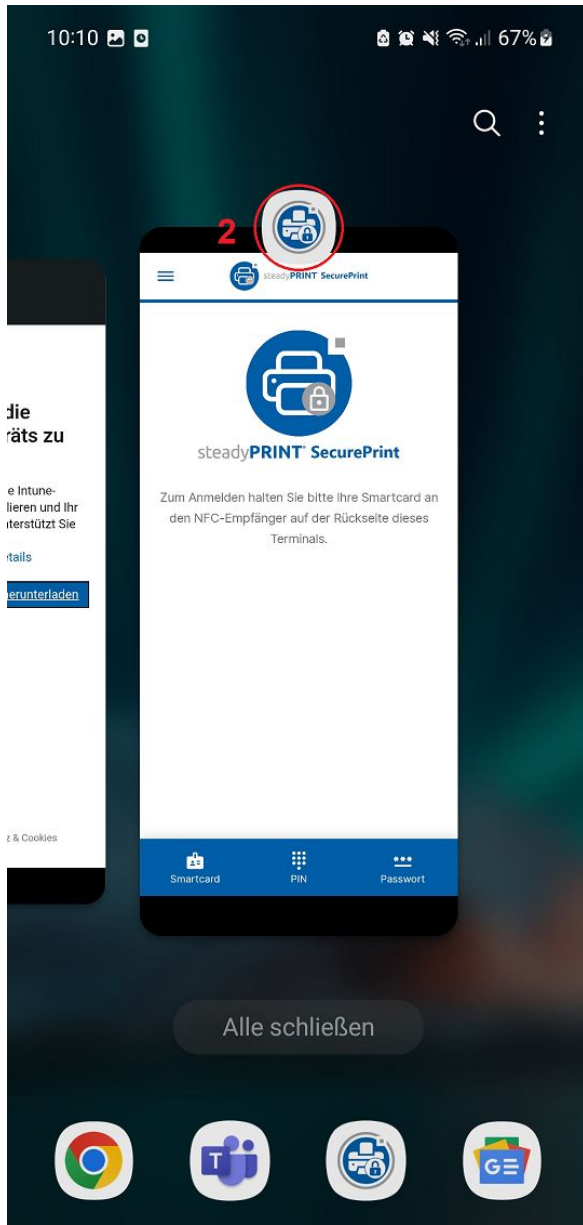 10:10
67%
2
steadyPRINT® SecurePrint
die
räts zu
e Intune-
lieren und Ihr
nterstützt Sie
etails
herunterladen
z & Cookies
steadyPRINT® SecurePrint
Zum Anmelden halten Sie bitte Ihre Smartcard an
den NFC-Empfänger auf der Rückseite dieses
Terminals.
Smartcard PIN Passwort
Alle schließen
T
G